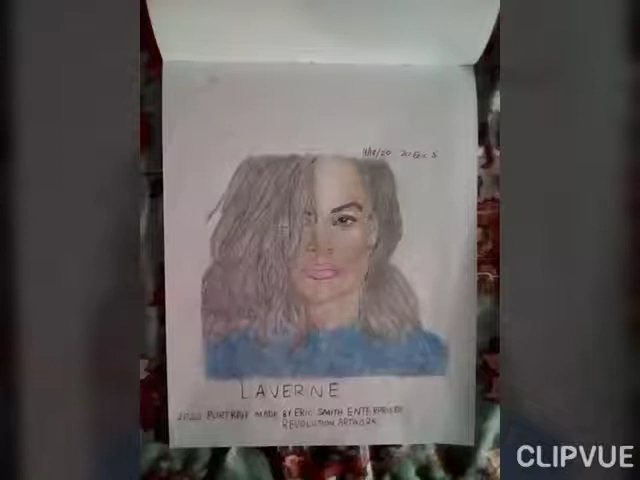 LAVERNE
2020 PORTRAIT MADE BY ERIC SMITH ENTERPRISES
REVOLUTION ARTWORK
CLIPVUE